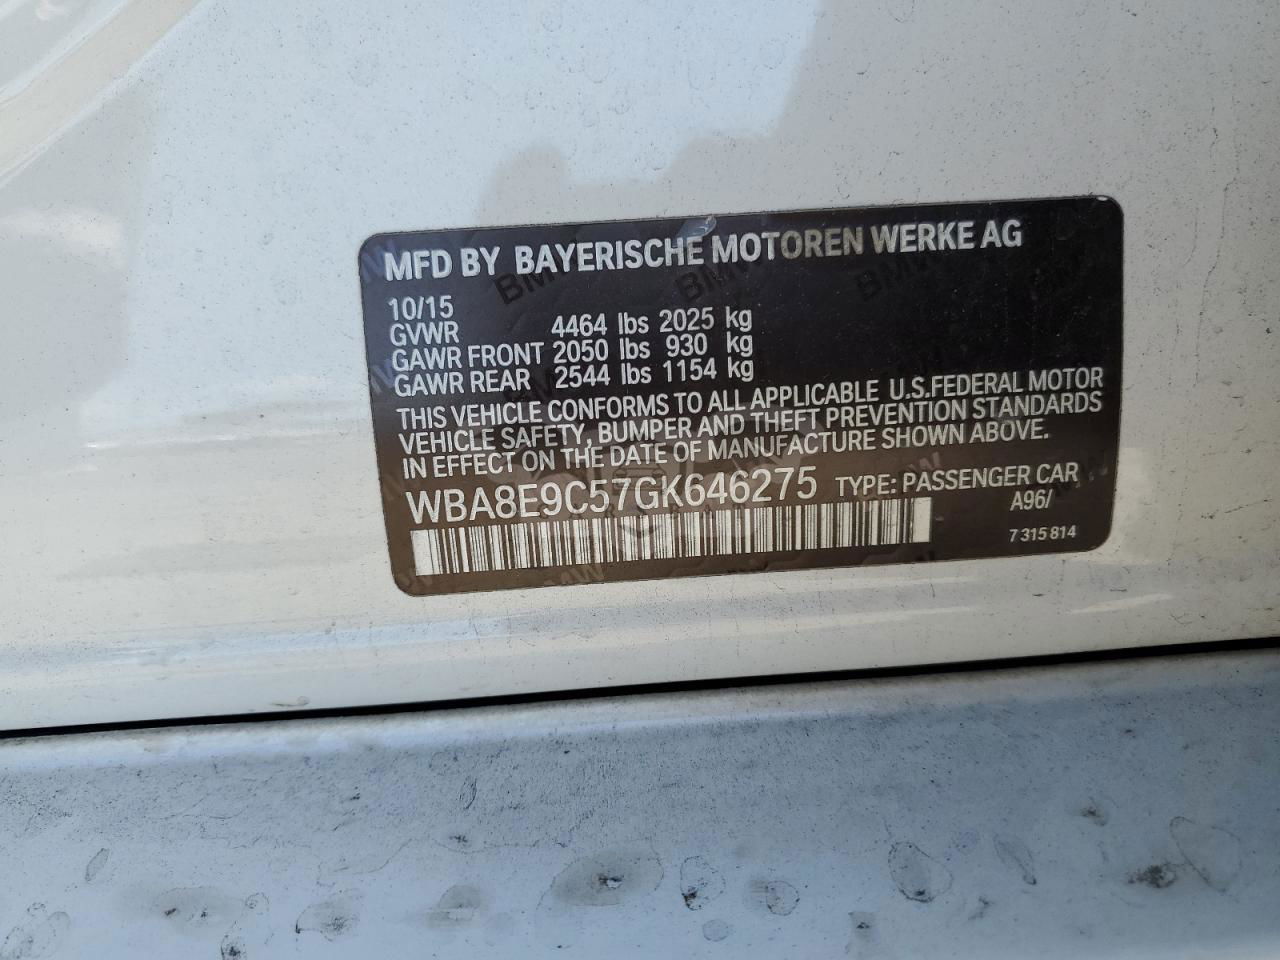 MFD BY BAYERISCHE MOTOREN WERKE AG
10/15
GVWR 4464 lbs 2025 kg
GAWR FRONT 2050 lbs 930 kg
GAWR REAR 2544 lbs 1154 kg
THIS VEHICLE CONFORMS TO ALL APPLICABLE U.S.FEDERAL MOTOR
VEHICLE SAFETY, BUMPER AND THEFT PREVENTION STANDARDS
IN EFFECT ON THE DATE OF MANUFACTURE SHOWN ABOVE.
WBA8E9C57GK646275 TYPE: PASSENGER CAR
A96/
7 315 814